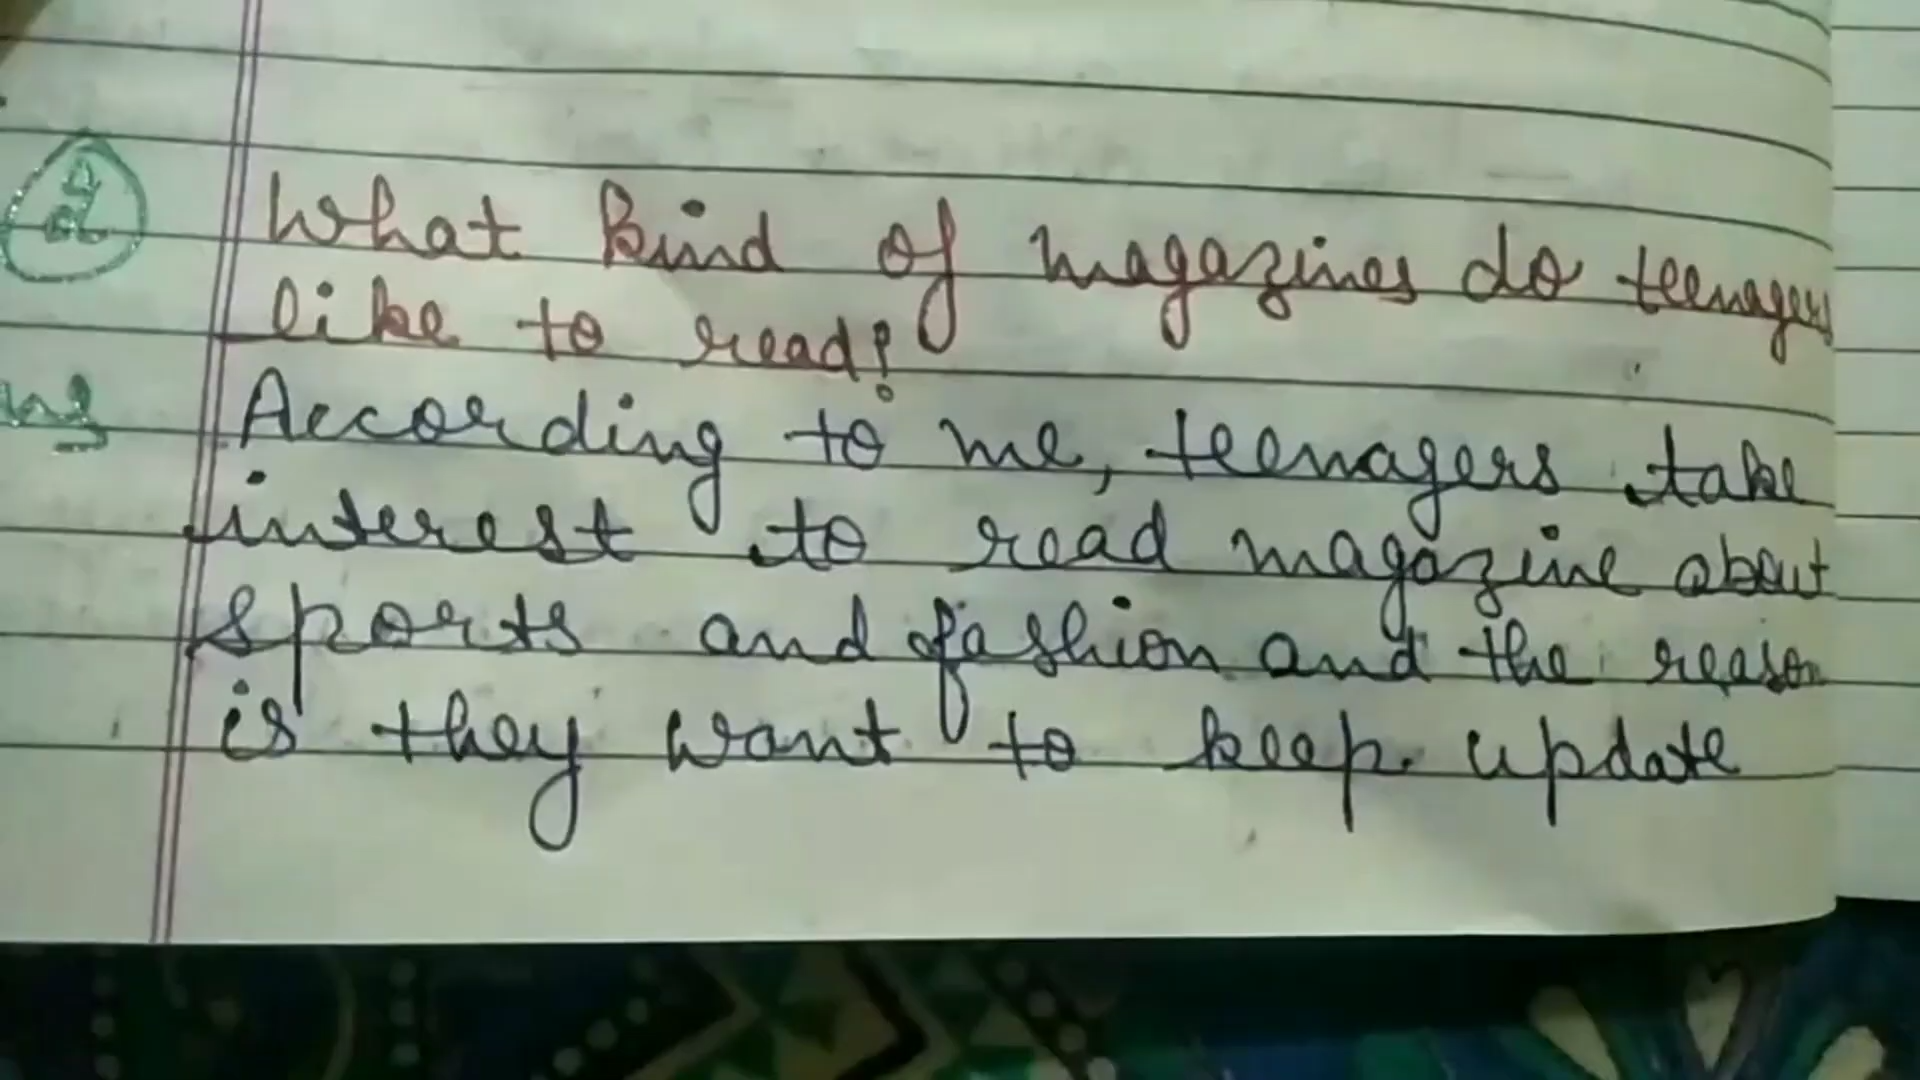 What kind of magazines do teenagers
like to read?
According to me, teenagers take
interest to read magazine about
sports and fashion and the reason
is they want to keep update